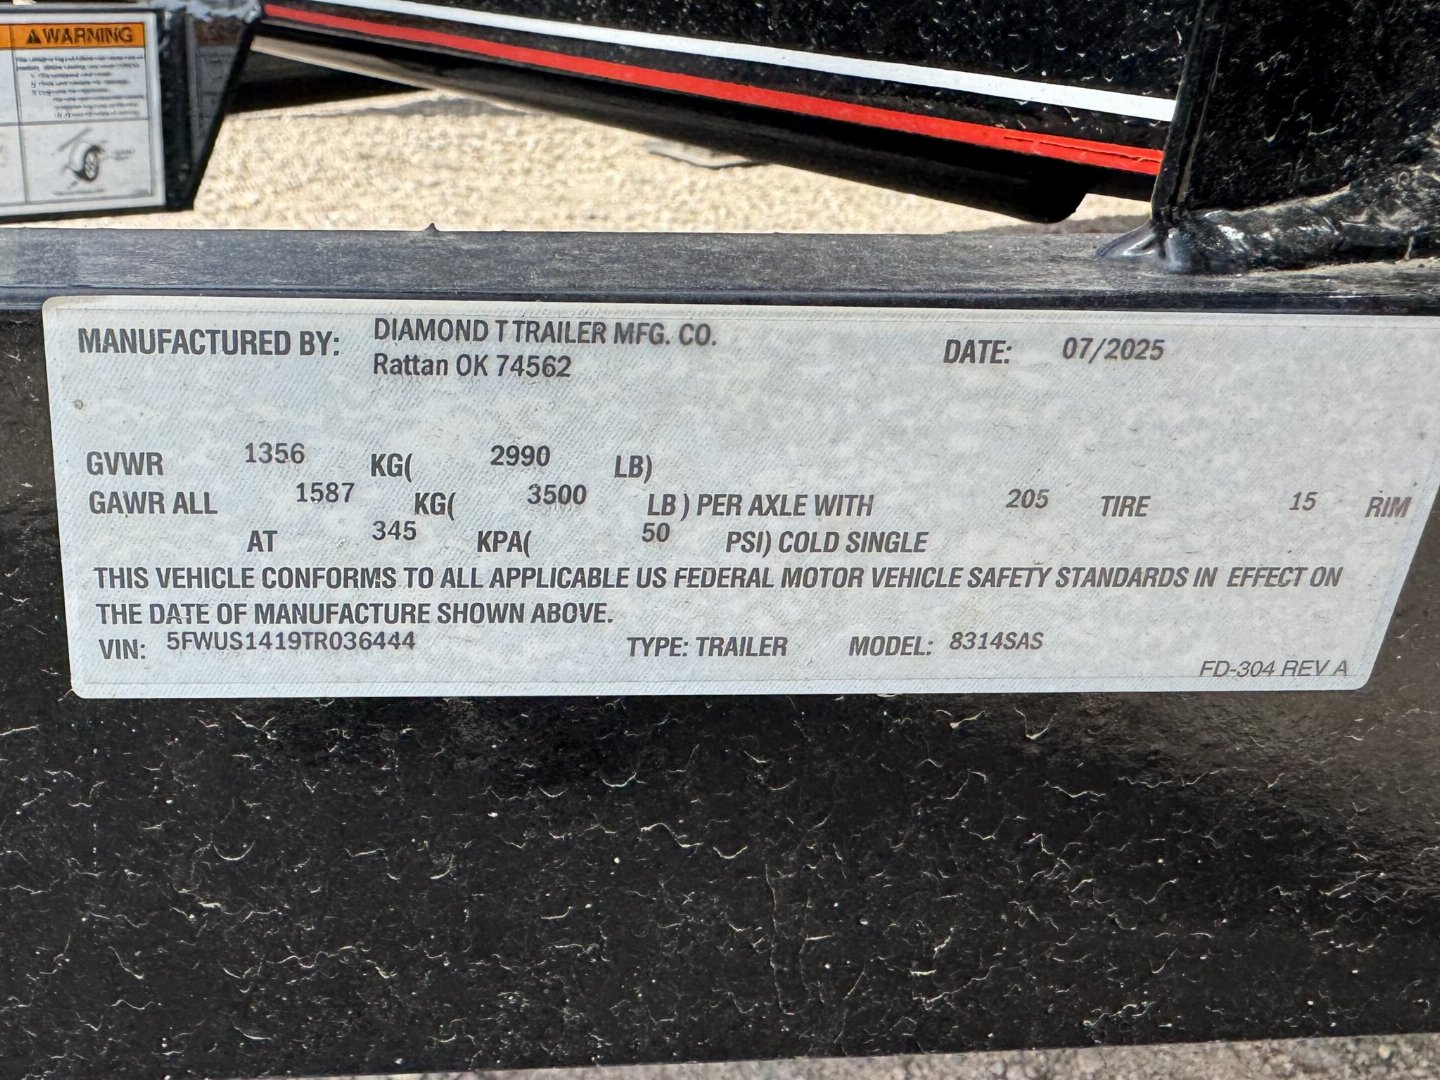 WARNING
MANUFACTURED BY: DIAMOND T TRAILER MFG. CO. DATE: 07/2025
Rattan OK 74562
GVWR 1356 KG( 2990 LB)
GAWR ALL 1587 KG( 3500 LB ) PER AXLE WITH 205 TIRE 15 RIM
AT 345 KPA( 50 PSI) COLD SINGLE
THIS VEHICLE CONFORMS TO ALL APPLICABLE US FEDERAL MOTOR VEHICLE SAFETY STANDARDS IN EFFECT ON
THE DATE OF MANUFACTURE SHOWN ABOVE.
VIN: 5FWUS1419TR036444 TYPE: TRAILER MODEL: 8314SAS
FD-304 REV A